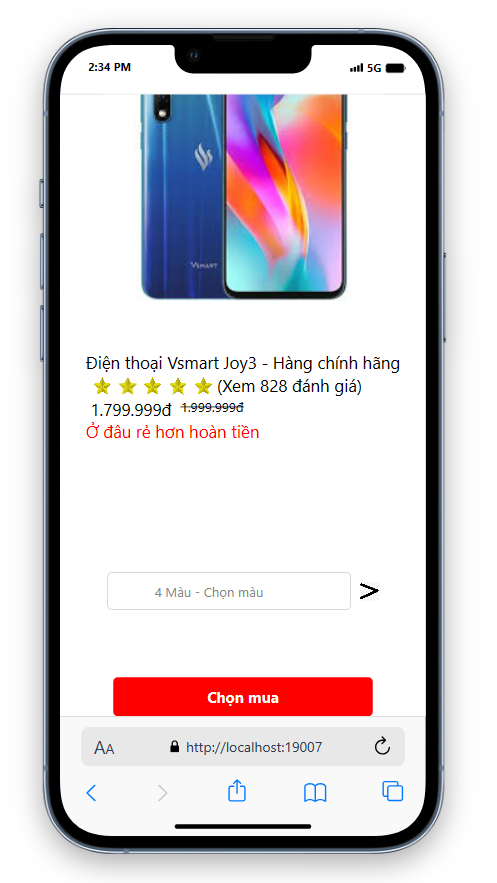 2:34 PM
5G
VSMART
Điện thoại Vsmart Joy3 - Hàng chính hãng
(Xem 828 đánh giá)
1.799.999đ 1.999.999đ
Ở đâu rẻ hơn hoàn tiền
4 Màu - Chọn màu
>
Chọn mua
AA
http://localhost:19007